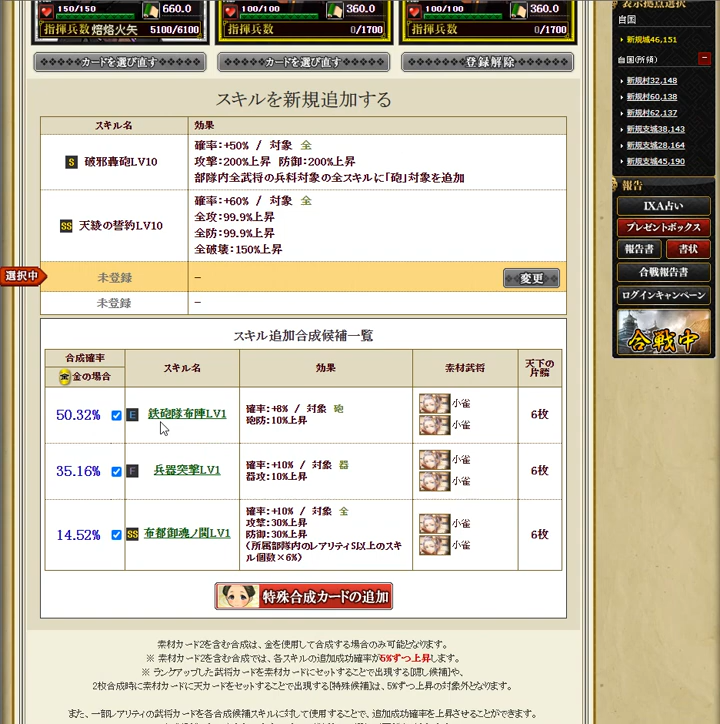 150/150
660.0
100/100
360.0
100/100
360.0
指揮兵数 焙烙火矢 5100/6100
指揮兵数 0/1700
指揮兵数 0/1700
カードを選び直す
カードを選び直す
登録解除
スキルを新規追加する
スキル名 効果
S 破邪轟砲LV10
確率:+50% / 対象 全
攻撃:200%上昇 防御:200%上昇
部隊内全武将の兵科対象の全スキルに「砲」対象を追加
SS 天綾の誓約LV10
確率:+60% / 対象 全
全攻:99.9%上昇
全防:99.9%上昇
全破壊:150%上昇
選択中
未登録 − 変更
未登録 −
スキル追加合成候補一覧
合成確率
金 金の場合
スキル名
効果
素材武将
天下の
片鱗
50.32%
E 鉄砲隊布陣LV1
確率:+8% / 対象 砲
砲防:10%上昇
小雀
小雀
6枚
35.16%
F 兵器突撃LV1
確率:+10% / 対象 器
器攻:10%上昇
小雀
小雀
6枚
14.52%
SS 布都御魂ノ閃LV1
確率:+10% / 対象 全
攻撃:30%上昇
防御:30%上昇
(所属部隊内のレアリティS以上のスキ
ル個数×6%)
小雀
小雀
6枚
特殊合成カードの追加
素材カード2を含む合成は、金を使用して合成する場合のみ可能となります。
※ 素材カード2を含む合成では、各スキルの追加成功確率が5%ずつ上昇します。
※ ランクアップした武将カードを素材カードにセットすることで出現する[隠し候補]や、
2枚合成時に素材カードに天カードをセットすることで出現する[特殊候補]は、5%ずつ上昇の対象外となります。
また、一部レアリティの武将カードを各合成候補スキルに対して使用することで、追加成功確率を上昇させることができます。
表示拠点選択
自国
新規城46,151
自国(所領)
新規村32,148
新規村60,138
新規村62,137
新規支城38,143
新規支城28,164
新規支城45,190
報告
IXA占い
プレゼントボックス
報告書 書状
合戦報告書
ログインキャンペーン
合戦中